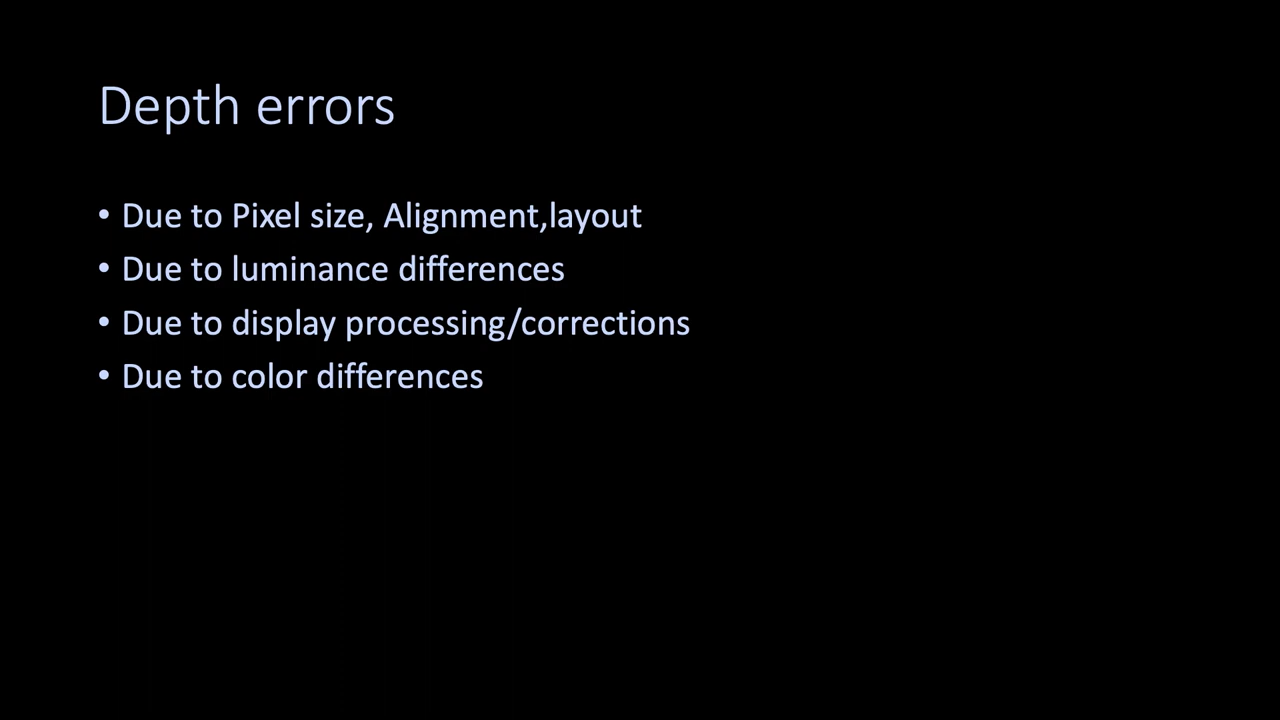 Depth errors
• Due to Pixel size, Alignment,layout
• Due to luminance differences
• Due to display processing/corrections
• Due to color differences